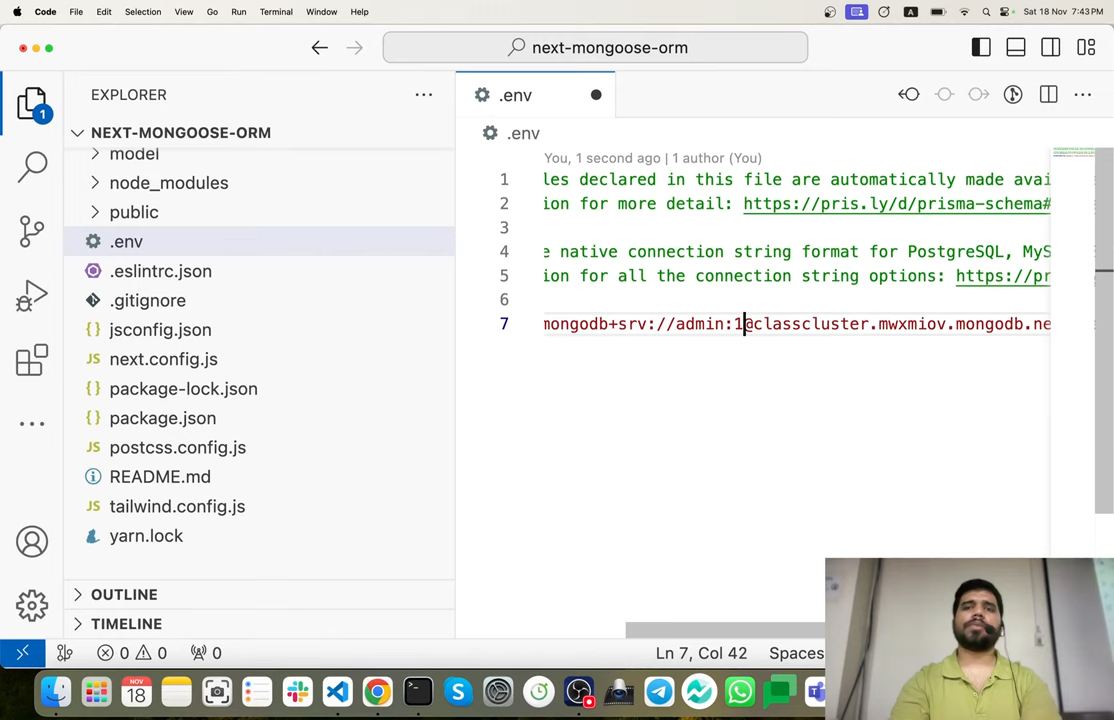 Code File Edit Selection View Go Run Terminal Window Help
A
Sat 18 Nov 7:43 PM
next-mongoose-orm
EXPLORER
.env
1
NEXT-MONGOOSE-ORM
.env
model
node_modules
public
.env
.eslintrc.json
.gitignore
jsconfig.json
JS next.config.js
package-lock.json
package.json
JS postcss.config.js
README.md
JS tailwind.config.js
yarn.lock
OUTLINE
TIMELINE
You, 1 second ago | 1 author (You)
1 les declared in this file are automatically made avai
2 ion for more detail: https://pris.ly/d/prisma-schema#
3
4 e native connection string format for PostgreSQL, MyS
5 ion for all the connection string options: https://pr
6
7 mongodb+srv://admin:1@classcluster.mwxmiov.mongodb.ne
0 0 0
Ln 7, Col 42 Spaces
NOV
18